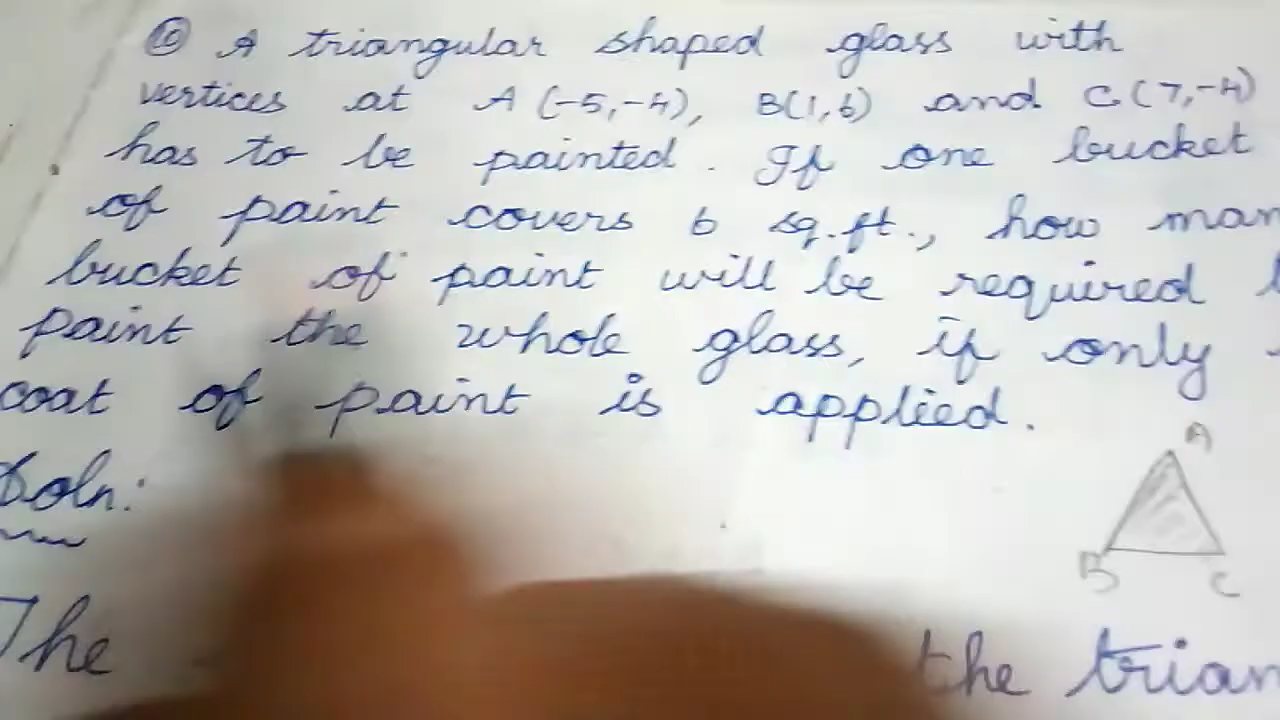 ⑥ A triangular shaped glass with
vertices at A (-5,-4), B(1,6) and C(7,-4)
has to be painted. If one bucket
of paint covers 6 sq.ft., how man
bucket of paint will be required
paint the whole glass, if only
coat of paint is applied.
A
Soln:
B C
The the trian